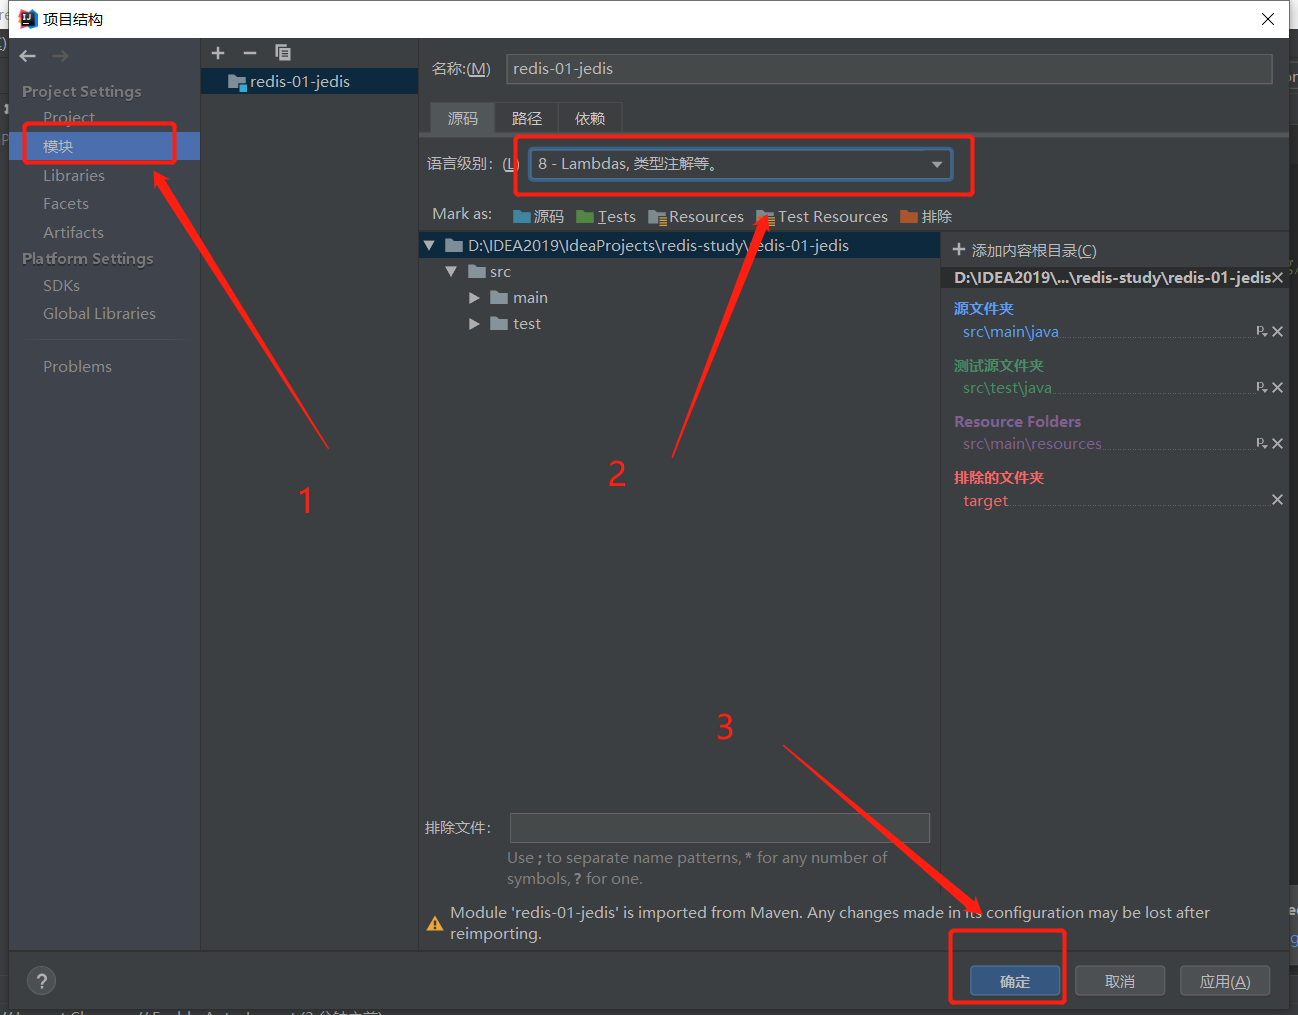 项目结构
Project Settings
Project
模块
Libraries
Facets
Artifacts
Platform Settings
SDKs
Global Libraries
Problems
redis-01-jedis
名称:(M) redis-01-jedis
源码 路径 依赖
语言级别: (L 8 - Lambdas, 类型注解等。
Mark as: 源码 Tests Resources Test Resources 排除
D:\IDEA2019\IdeaProjects\redis-study\redis-01-jedis
src
main
test
添加内容根目录(C)
D:\IDEA2019\...\redis-study\redis-01-jedis
源文件夹
src\main\java
测试源文件夹
src\test\java
Resource Folders
src\main\resources
排除的文件夹
target
1
2
3
排除文件:
Use ; to separate name patterns, * for any number of
symbols, ? for one.
Module 'redis-01-jedis' is imported from Maven. Any changes made in its configuration may be lost after
reimporting.
? 确定 取消 应用(A)